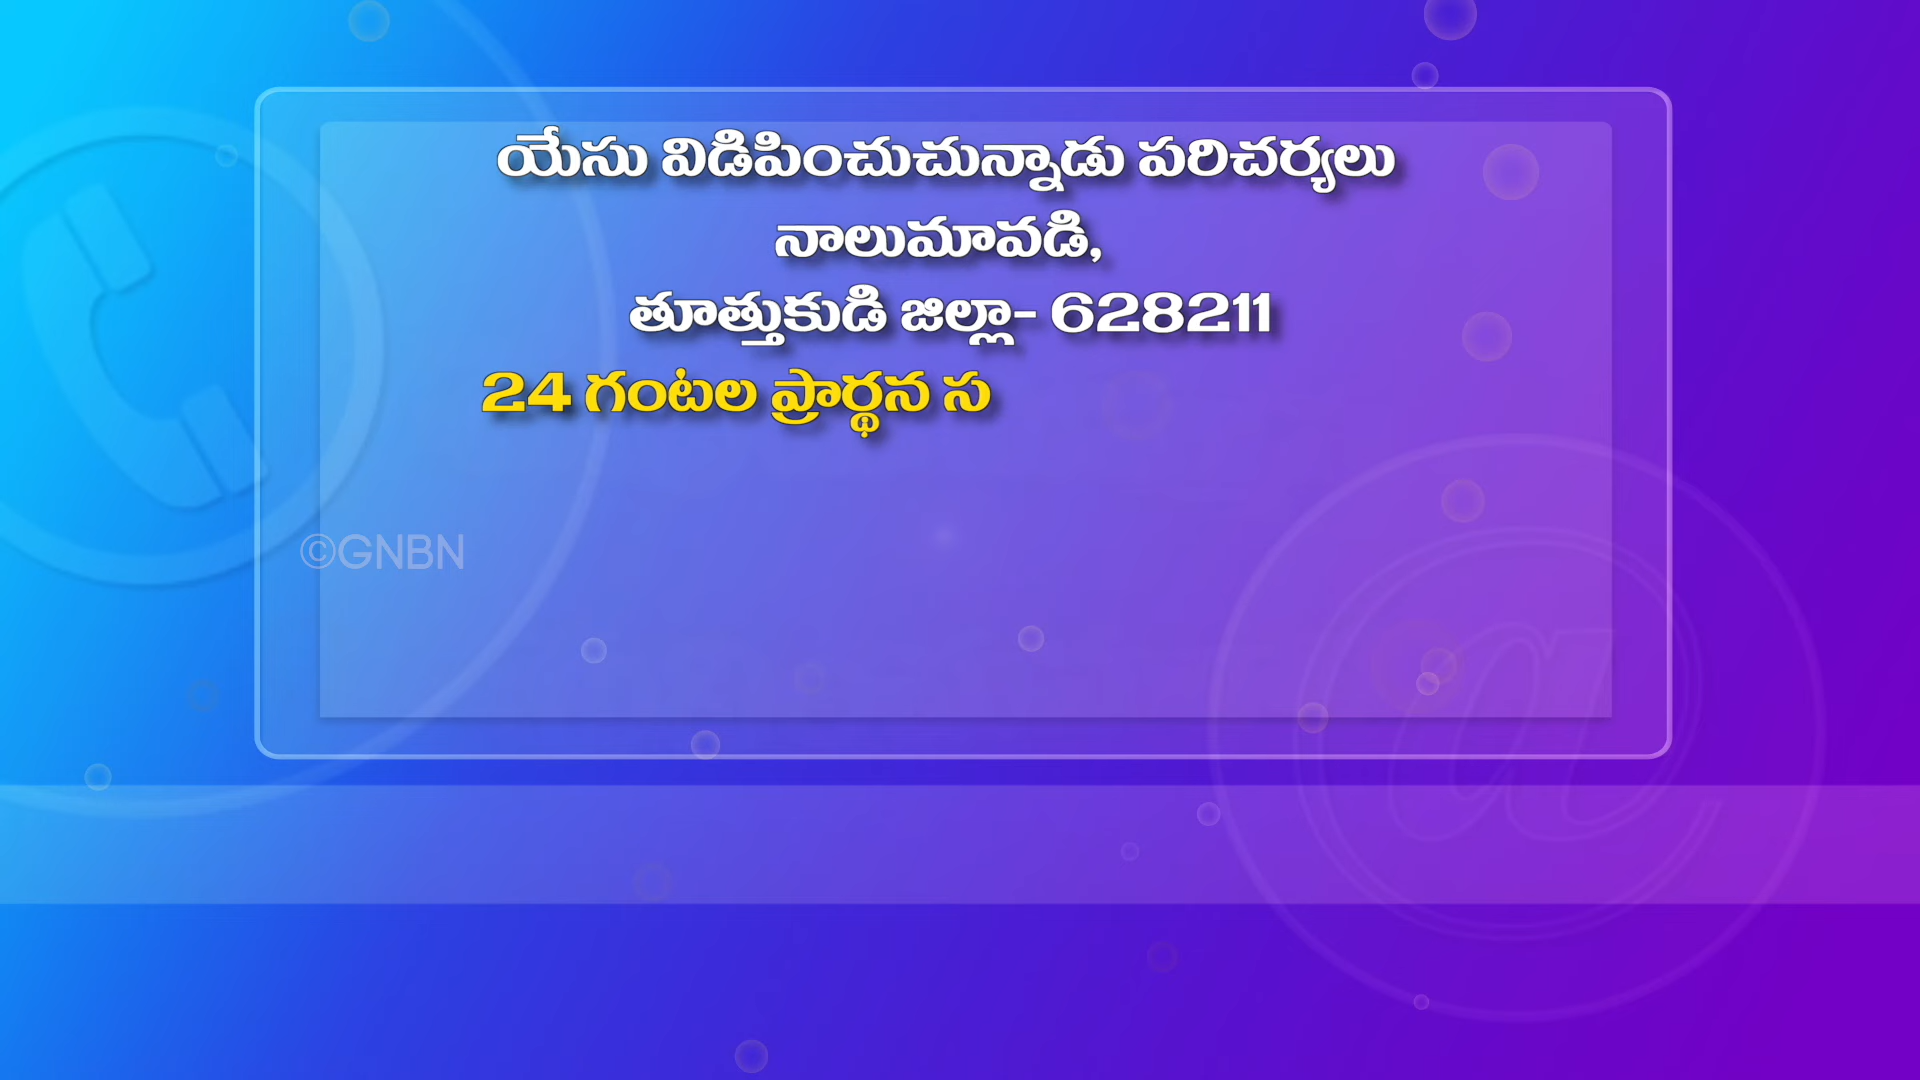 యేసు విడిపించుచున్నాడు పరిచర్యలు
నాలుమావడి,
తూత్తుకుడి జిల్లా- 628211
24 గంటల ప్రార్థన స
©GNBN